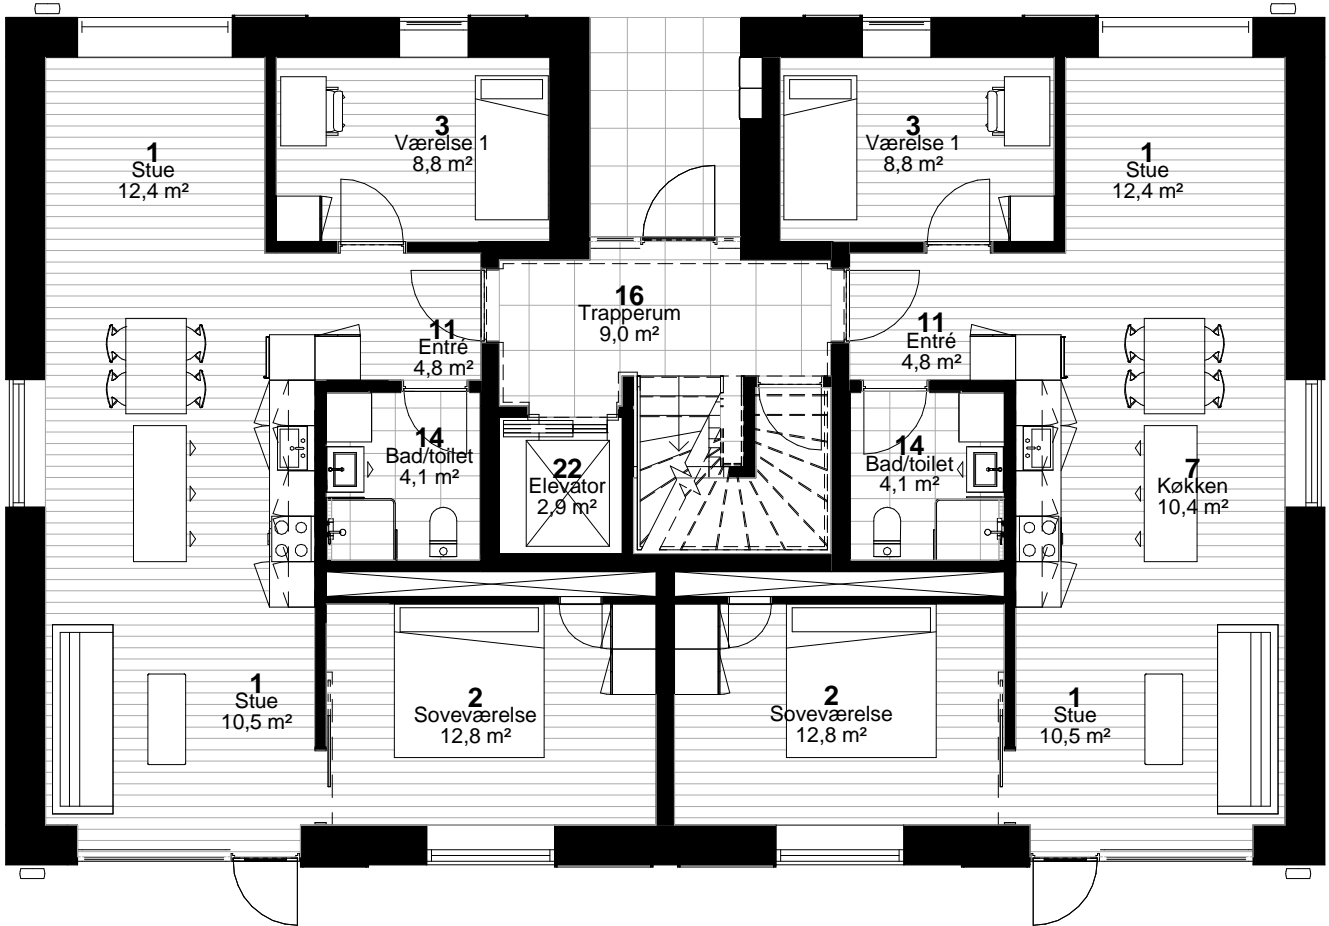 3
Værelse 1
8,8 m²
3
Værelse 1
8,8 m²
1
Stue
12,4 m²
1
Stue
12,4 m²
16
Trapperum
9,0 m²
11
Entré
4,8 m²
11
Entré
4,8 m²
14
Bad/toilet
4,1 m²
22
Elevator
2,9 m²
14
Bad/toilet
4,1 m²
7
Køkken
10,4 m²
1
Stue
10,5 m²
2
Soveværelse
12,8 m²
2
Soveværelse
12,8 m²
1
Stue
10,5 m²